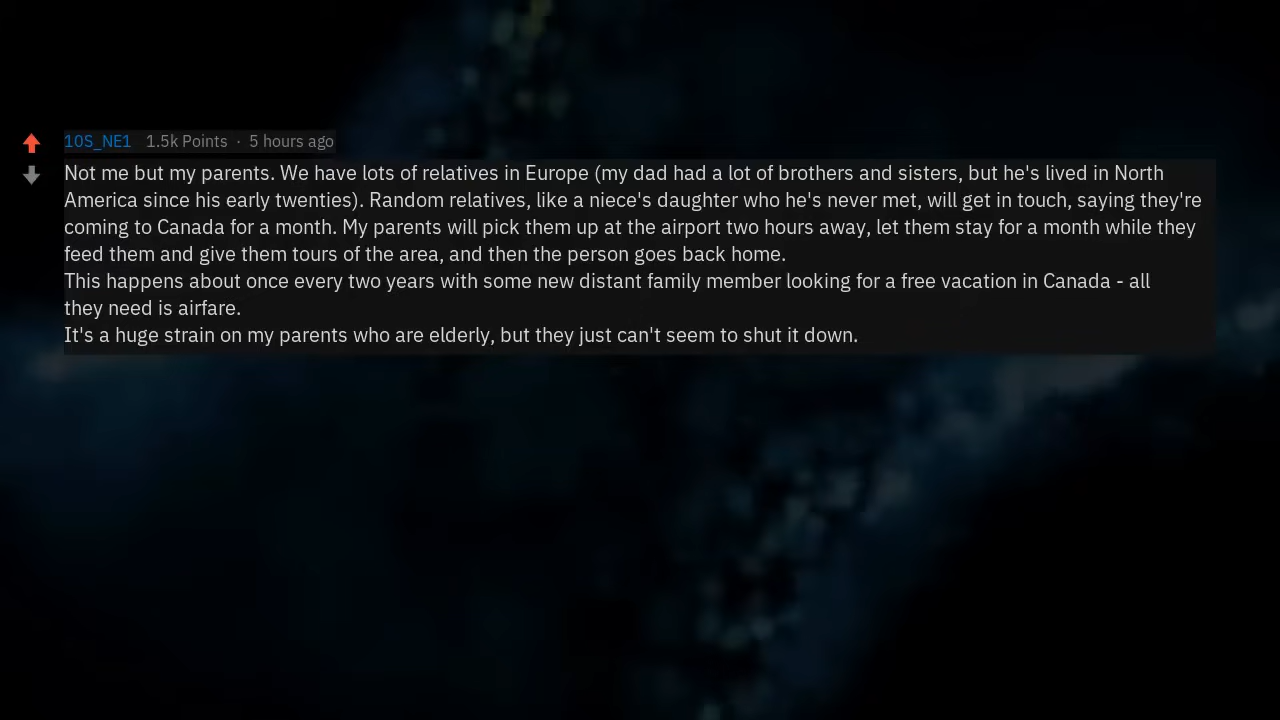 10S_NE1 1.5k Points · 5 hours ago
Not me but my parents. We have lots of relatives in Europe (my dad had a lot of brothers and sisters, but he's lived in North
America since his early twenties). Random relatives, like a niece's daughter who he's never met, will get in touch, saying they're
coming to Canada for a month. My parents will pick them up at the airport two hours away, let them stay for a month while they
feed them and give them tours of the area, and then the person goes back home.
This happens about once every two years with some new distant family member looking for a free vacation in Canada - all
they need is airfare.
It's a huge strain on my parents who are elderly, but they just can't seem to shut it down.